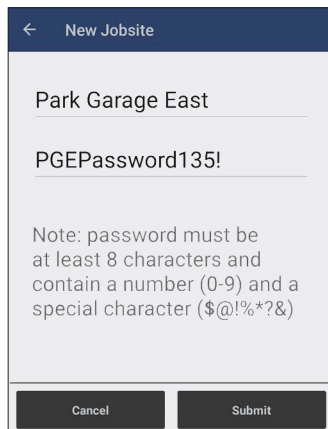 New Jobsite
Park Garage East
PGEPassword135!
Note: password must be
at least 8 characters and
contain a number (0-9) and a
special character ($@!%*?&)
Cancel Submit